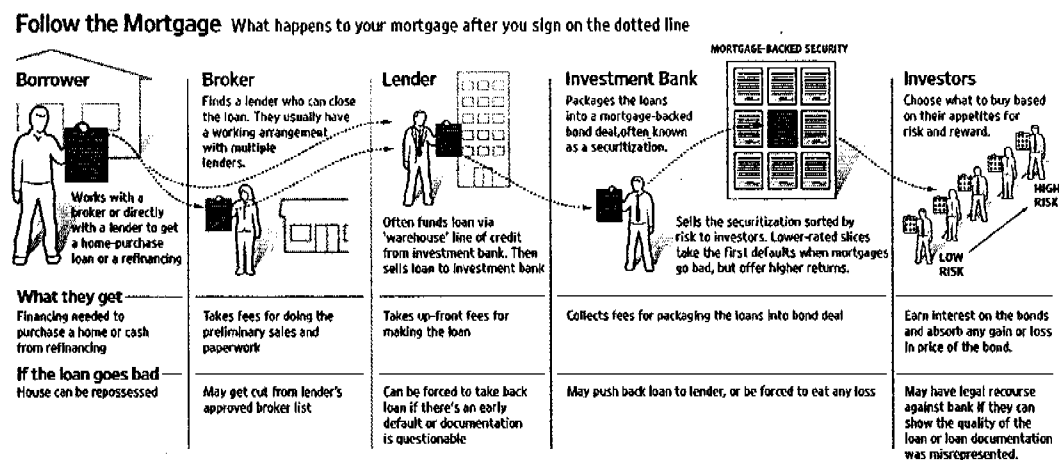 Follow the Mortgage What happens to your mortgage after you sign on the dotted line
Borrower
Works with a
broker or directly
with a lender to get
a home-purchase
loan or a refinancing
Broker
Finds a lender who can close
the loan. They usually have
a working arrangement
with multiple
lenders.
Lender
Often funds loan via
'warehouse' line of credit
from investment bank. Then
sells loan to investment bank
Investment Bank
Packages the loans
into a mortgage-backed
bond deal,often known
as a securitization.
MORTGAGE-BACKED SECURITY
Sells the securitization sorted by
risk to investors. Lower-rated slices
take the first defaults when mortgages
go bad, but offer higher returns.
Investors
Choose what to buy based
on their appetites for
risk and reward.
HIGH
RISK
LOW
RISK
What they get
Financing needed to
purchase a home or cash
from refinancing
Takes fees for doing the
preliminary sales and
paperwork
Takes up-front fees for
making the loan
Collects fees for packaging the loans into bond deal
Earn interest on the bonds
and absorb any gain or loss
in price of the bond.
If the loan goes bad
House can be repossessed
May get cut from lender's
approved broker list
Can be forced to take back
loan if there's an early
default or documentation
is questionable
May push back loan to lender, or be forced to eat any loss
May have legal recourse
against bank if they can
show the quality of the
loan or loan documentation
was misrepresented.